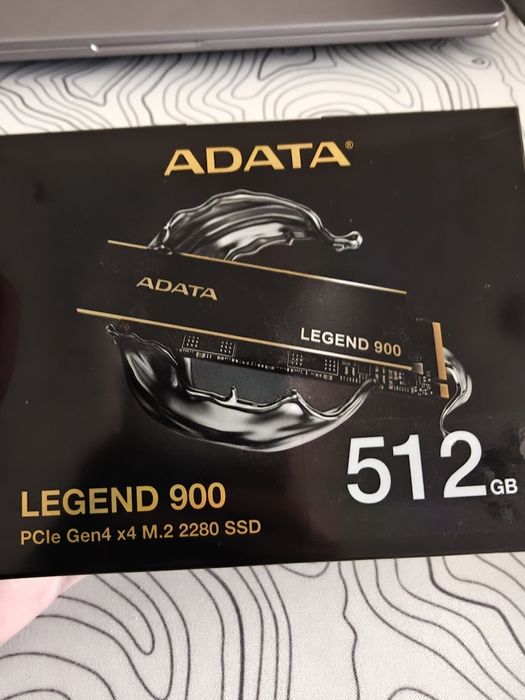 ADATA®
ADATA
LEGEND 900
512GB
LEGEND 900
PCIe Gen4 x4 M.2 2280 SSD